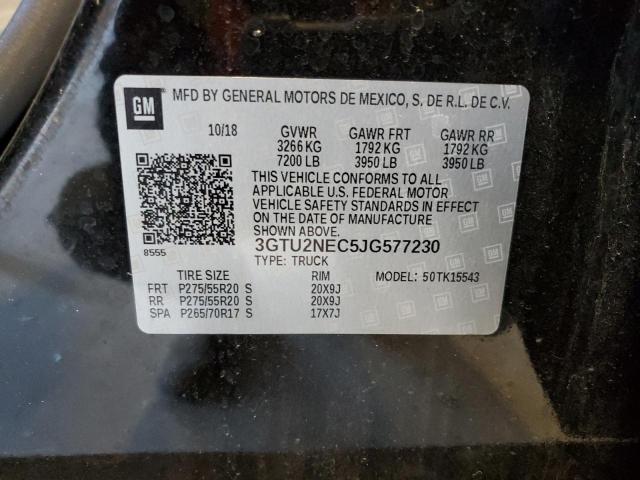 GM
MFD BY GENERAL MOTORS DE MEXICO, S. DE R.L. DE C.V.
10/18 GVWR GAWR FRT GAWR RR
3266 KG 1792 KG 1792 KG
7200 LB 3950 LB 3950 LB
THIS VEHICLE CONFORMS TO ALL
APPLICABLE U.S. FEDERAL MOTOR
VEHICLE SAFETY STANDARDS IN EFFECT
ON THE DATE OF MANUFACTURE
SHOWN ABOVE.
3GTU2NEC5JG577230
8555
TYPE: TRUCK
TIRE SIZE RIM MODEL: 50TK15543
FRT P275/55R20 S 20X9J
RR P275/55R20 S 20X9J
SPA P265/70R17 S 17X7J